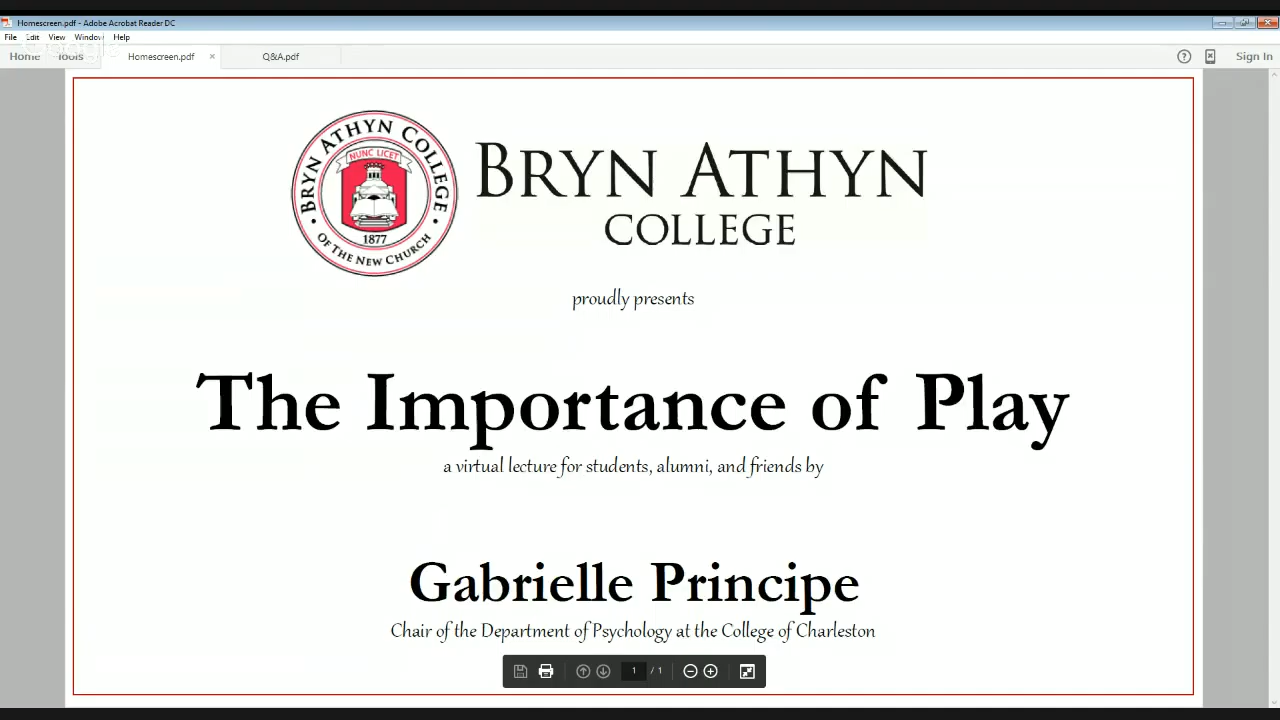 Homescreen.pdf - Adobe Acrobat Reader DC
File Edit View Window Help
Home Tools Homescreen.pdf × Q&A.pdf Sign In
BRYN ATHYN COLLEGE
NUNC LICET
1877
OF THE NEW CHURCH
BRYN ATHYN
COLLEGE
proudly presents
The Importance of Play
a virtual lecture for students, alumni, and friends by
Gabrielle Principe
Chair of the Department of Psychology at the College of Charleston
1 / 1